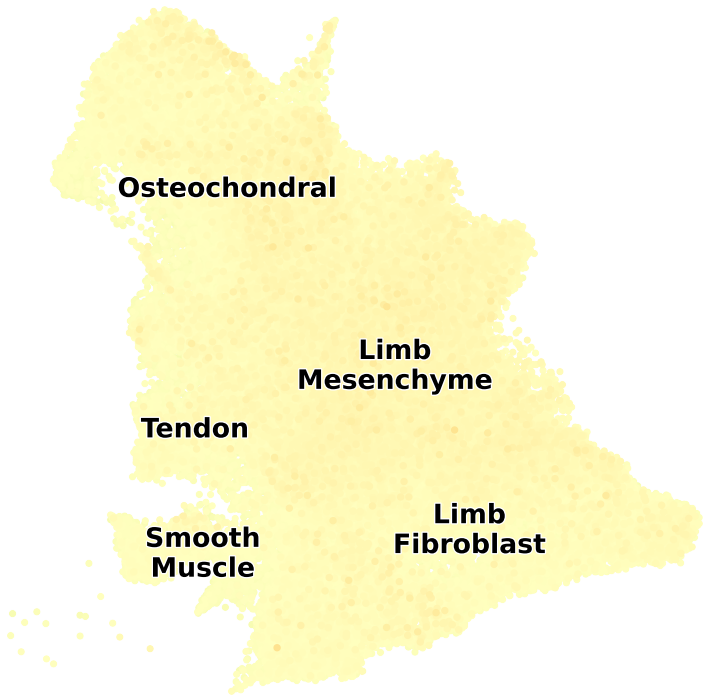 Osteochondral
Limb
Mesenchyme
Tendon
Limb
Fibroblast
Smooth
Muscle